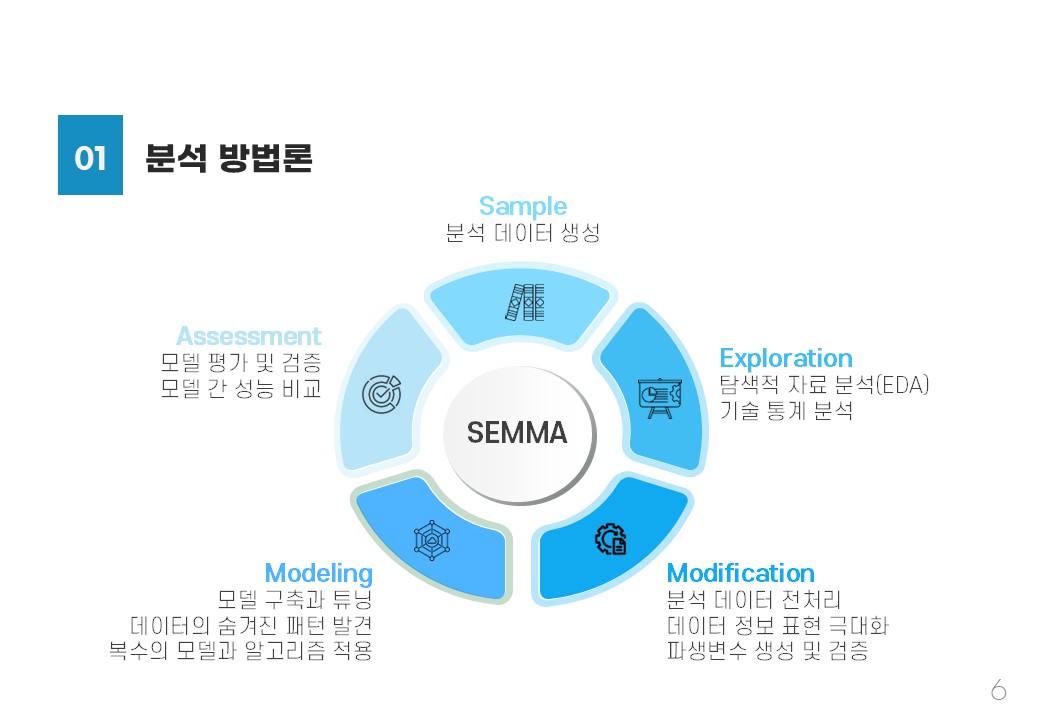 01
분석 방법론
Sample
분석 데이터 생성
Assessment
모델 평가 및 검증
모델 간 성능 비교
Exploration
탐색적 자료 분석(EDA)
기술 통계 분석
SEMMA
Modeling
모델 구축과 튜닝
데이터의 숨겨진 패턴 발견
복수의 모델과 알고리즘 적용
Modification
분석 데이터 전처리
데이터 정보 표현 극대화
파생변수 생성 및 검증
6